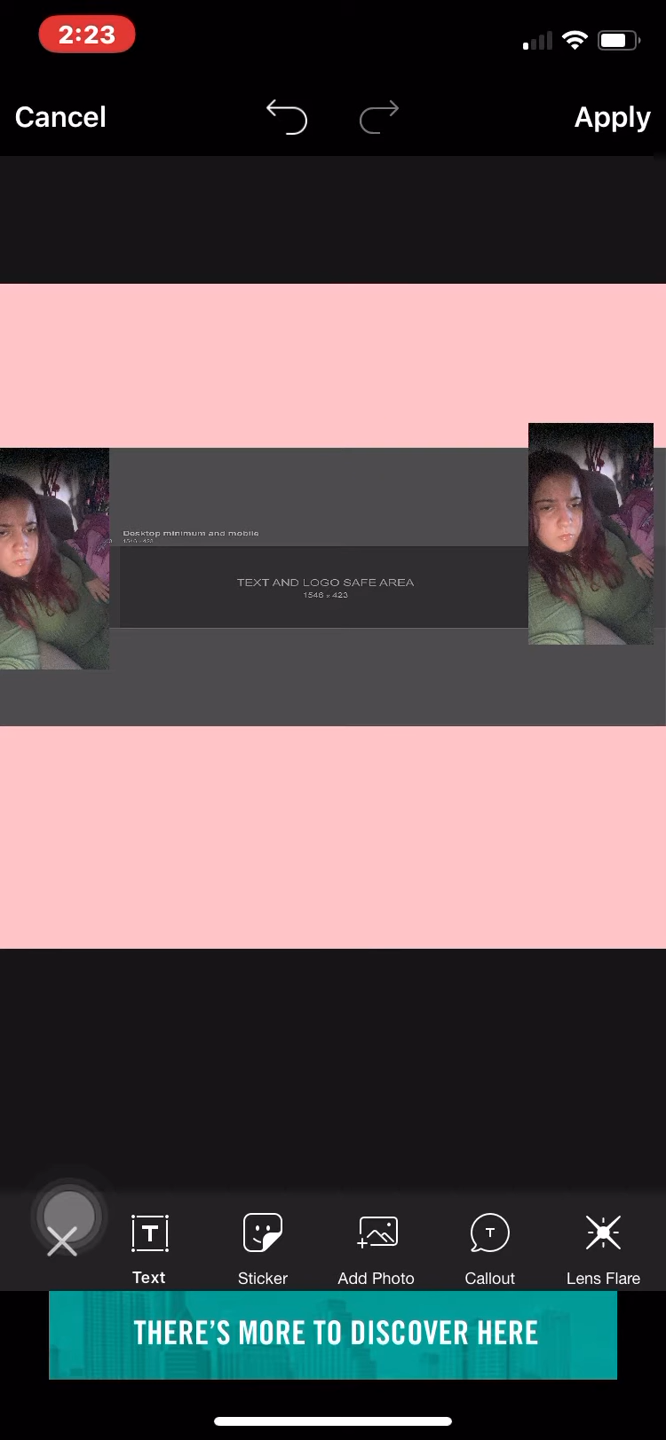 2:23
Cancel
Apply
Desktop minimum and mobile
TEXT AND LOGO SAFE AREA
1546 x 423
T
T
Text
Sticker
Add Photo
Callout
Lens Flare
THERE'S MORE TO DISCOVER HERE